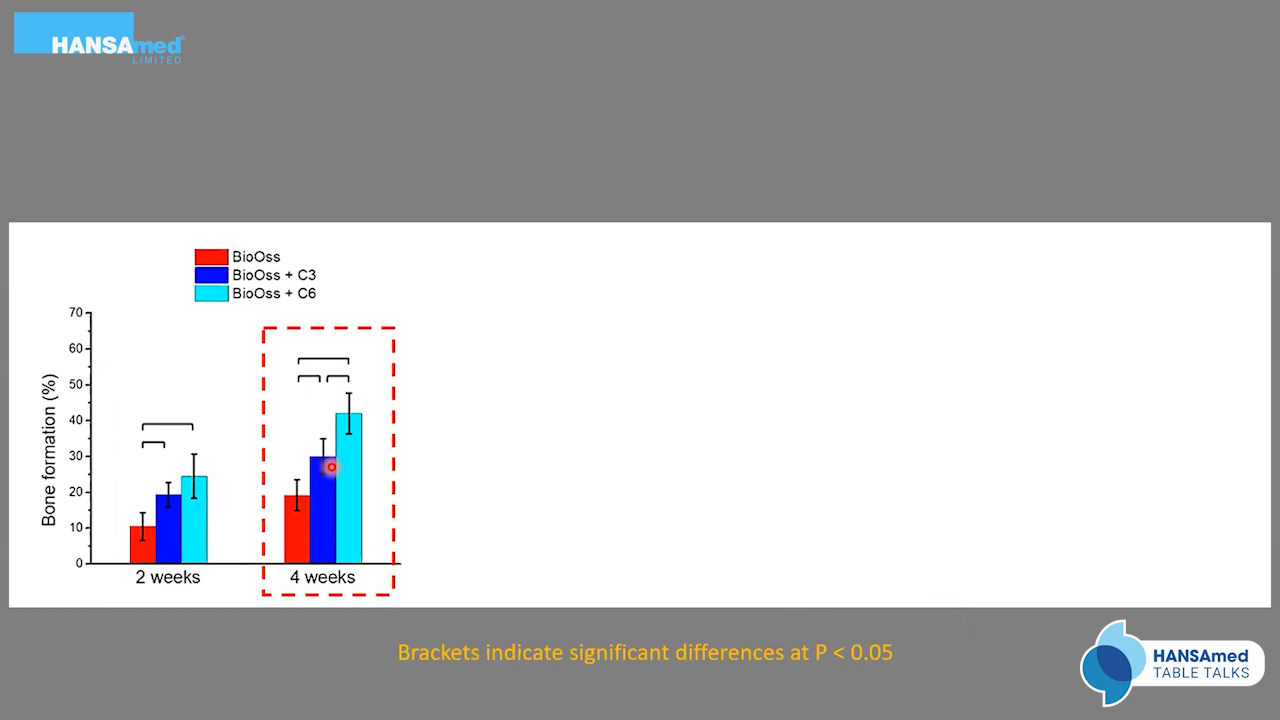 HANSAmed®
LIMITED
BioOss
BioOss + C3
BioOss + C6
70
60
50
40
30
20
10
0
Bone formation (%)
2 weeks
4 weeks
Brackets indicate significant differences at P < 0.05
HANSAmed
TABLE TALKS